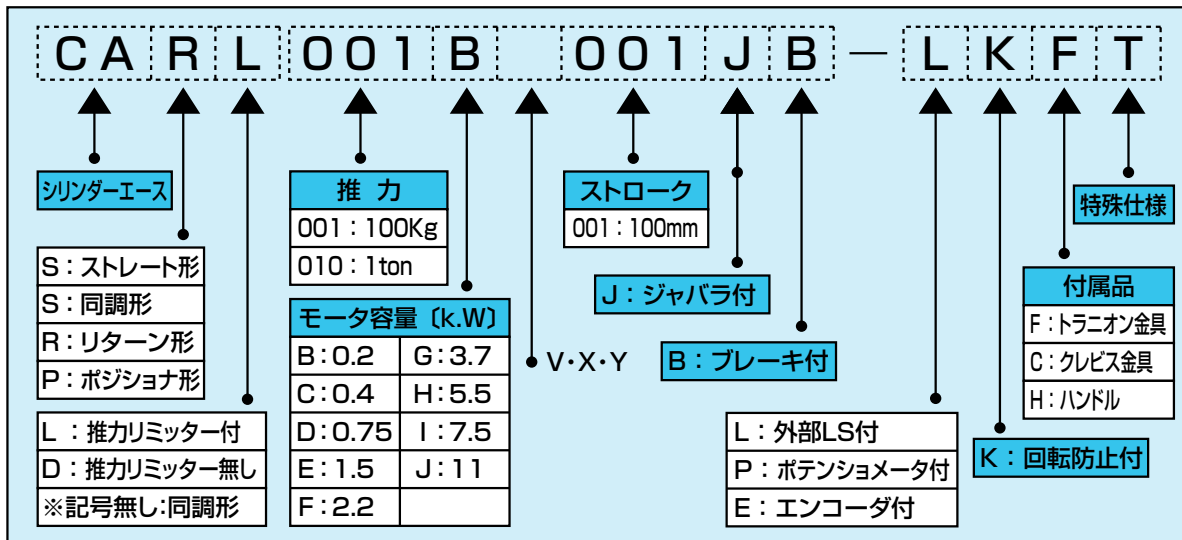 CARL001B 001JB－LKFT
シリンダーエース
S：ストレート形
S：同調形
R：リターン形
P：ポジショナ形
L：推力リミッター付
D：推力リミッター無し
※記号無し:同調形
推 力
001：100Kg
010：1ton
モータ容量〔k.W〕
B：0.2 G：3.7
C：0.4 H：5.5
D：0.75 I：7.5
E：1.5 J：11
F：2.2
V・X・Y
ストローク
001：100mm
J：ジャバラ付
B：ブレーキ付
L：外部LS付
P：ポテンショメータ付
E：エンコーダ付
K：回転防止付
付属品
F：トラニオン金具
C：クレビス金具
H：ハンドル
特殊仕様